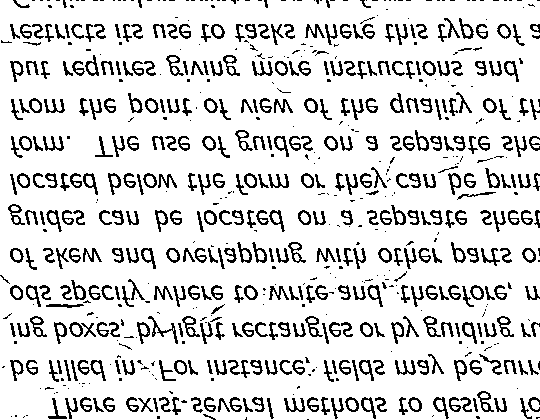 There exist several methods to design fo
be filled in. For instance, fields may be surr
ing boxes, by light rectangles or by guiding ru
ods specify where to write and, therefore, m
of skew and overlapping with other parts o
guides can be located on a separate sheet
located below the form or they can be print
form. The use of guides on a separate she
from the point of view of the quality of th
but requires giving more instructions and,
restricts its use to tasks where this type of a